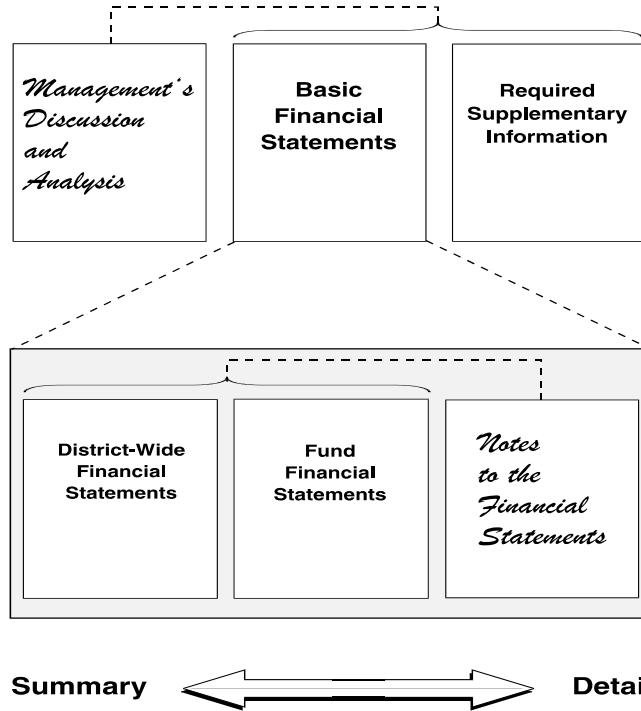 Management's
Discussion
and
Analysis
Basic
Financial
Statements
Required
Supplementary
Information
District-Wide
Financial
Statements
Fund
Financial
Statements
Notes
to the
Financial
Statements
Summary
Detai